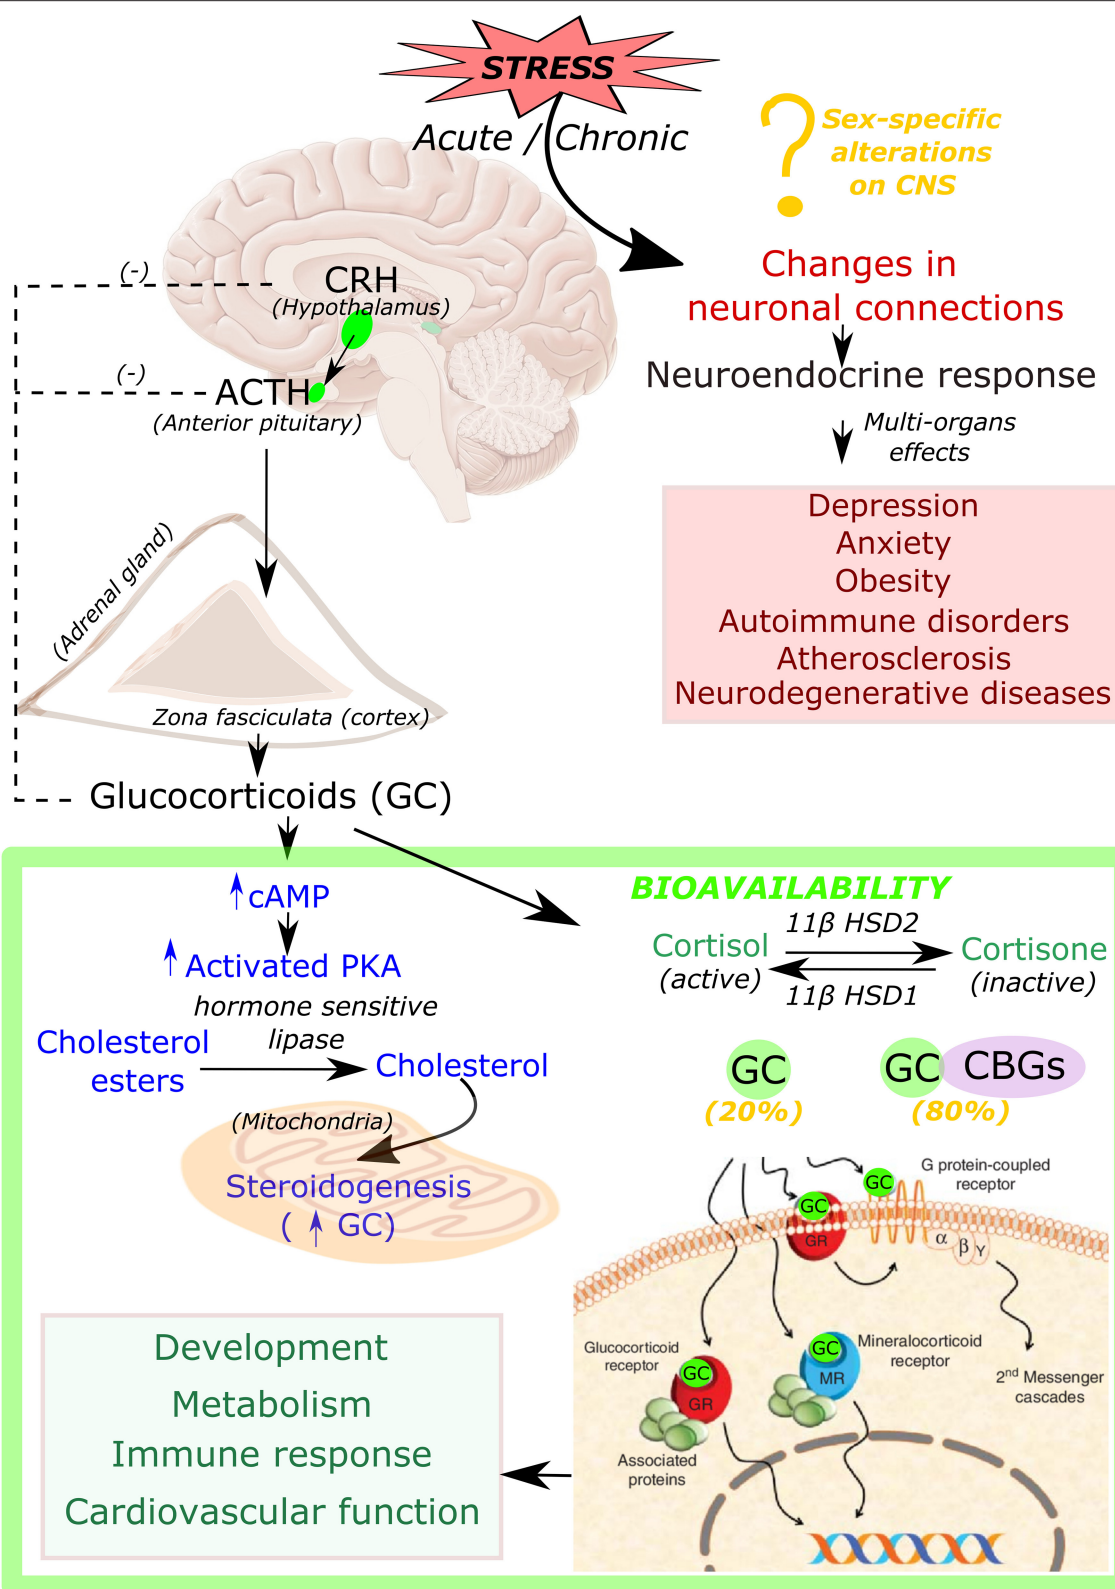 STRESS
Acute / Chronic
Sex-specific
alterations
on CNS
Changes in
neuronal connections
Neuroendocrine response
Multi-organs
effects
Depression
Anxiety
Obesity
Autoimmune disorders
Atherosclerosis
Neurodegenerative diseases
?
(-)
CRH
(Hypothalamus)
(-)
ACTH
(Anterior pituitary)
(Adrenal gland)
Zona fasciculata (cortex)
Glucocorticoids (GC)
cAMP
Activated PKA
hormone sensitive
lipase
Cholesterol
esters
Cholesterol
(Mitochondria)
Steroidogenesis
( ↑ GC)
BIOAVAILABILITY
11β HSD2
Cortisol
(active)
Cortisone
(inactive)
11β HSD1
GC
(20%)
GC CBGs
(80%)
G protein-coupled
receptor
GC
GC
GR
α
β
γ
Glucocorticoid
receptor
GC
GR
Mineralocorticoid
receptor
GC
MR
2nd Messenger
cascades
Associated
proteins
Development
Metabolism
Immune response
Cardiovascular function